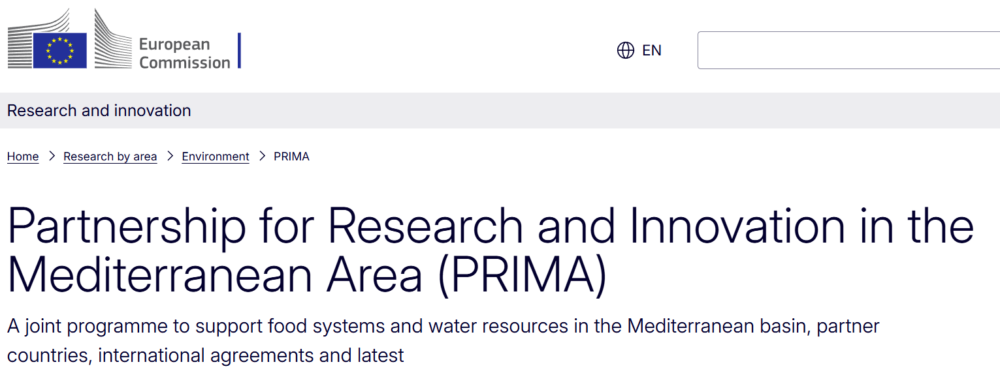 European
Commission
EN
Research and innovation
Home > Research by area > Environment > PRIMA
Partnership for Research and Innovation in the
Mediterranean Area (PRIMA)
A joint programme to support food systems and water resources in the Mediterranean basin, partner
countries, international agreements and latest